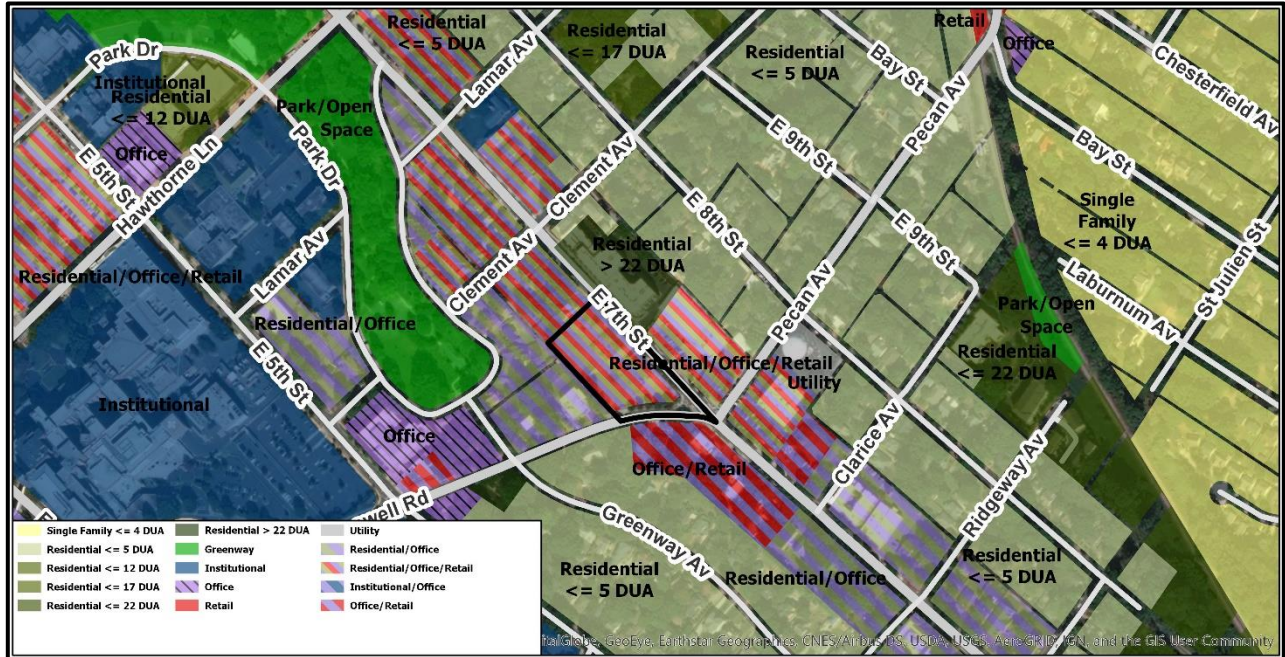 Residential
<= 5 DUA
Lamar Av
Residential
<= 17 DUA
Residential
<= 5 DUA
Bay St
Retail
Office
Chesterfield Av
Park Dr
Institutional
Residential
<= 12 DUA
Park/Open
Space
Pecan Av
Office
E 5th St
Hawthorne Ln
Park Dr
Clement Av
E 9th St
Bay St
Single
Family
<= 4 DUA
St Julien St
E 8th St
E 9th St
Residential/Office/Retail
Lamar Av
Clement Av
Residential
> 22 DUA
Laburnum Av
Residential/Office
E 7th St
Pecan Av
Park/Open
Space
Residential
<= 22 DUA
Residential/Office/Retail
Utility
E 5th St
Institutional
Office
Clarice Av
Office/Retail
Ridgeway Av
well Rd
Greenway Av
Residential
<= 5 DUA
Residential/Office
Residential
<= 5 DUA
Single Family <= 4 DUA
Residential <= 5 DUA
Residential <= 12 DUA
Residential <= 17 DUA
Residential <= 22 DUA
Residential > 22 DUA
Greenway
Institutional
Office
Retail
Utility
Residential/Office
Residential/Office/Retail
Institutional/Office
Office/Retail
italGlobe, GeoEye, Earthstar Geographics, CNES/Airbus DS, USDA, USGS, AeroGRID, IGN, and the GIS User Community